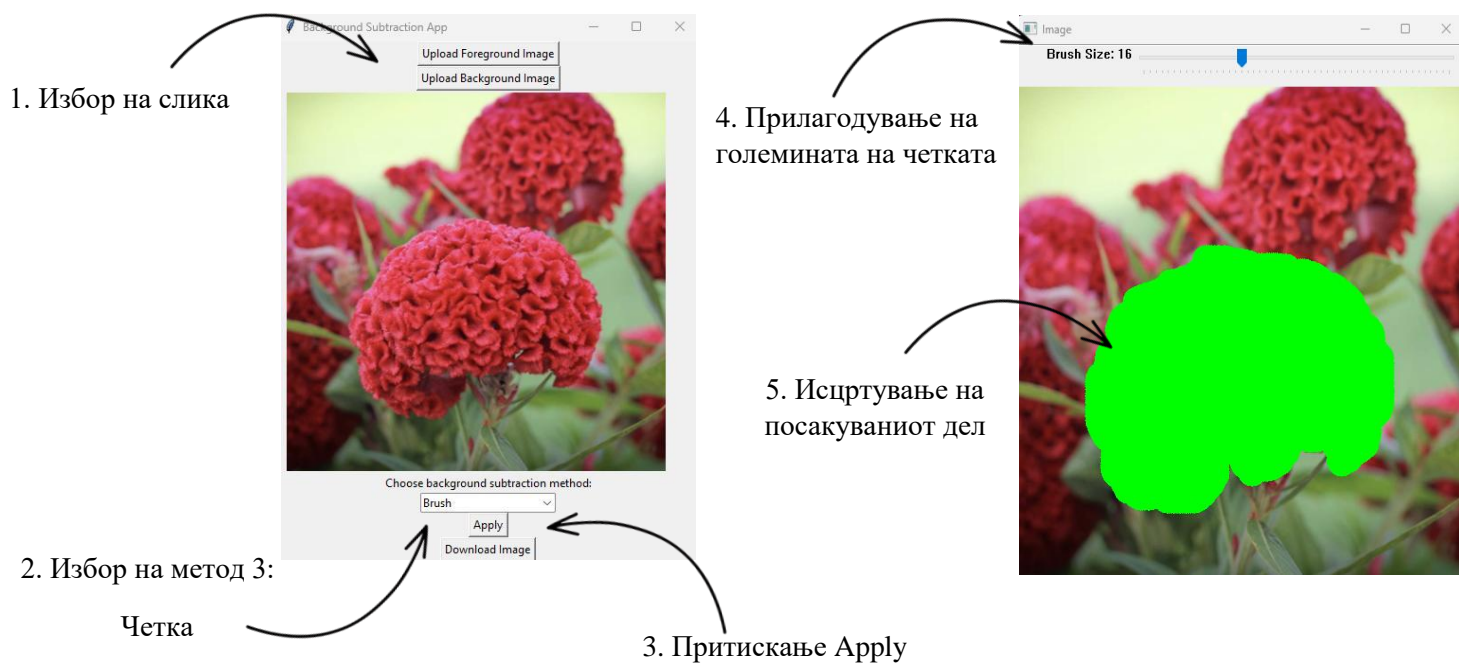 Background Subtraction App
Upload Foreground Image
Upload Background Image
1. Избор на слика
Choose background subtraction method:
Brush
Apply
Download Image
2. Избор на метод 3:
Четка
3. Притискање Apply
Image
Brush Size: 16
4. Прилагодување на
големината на четката
5. Исцртување на
посакуваниот дел